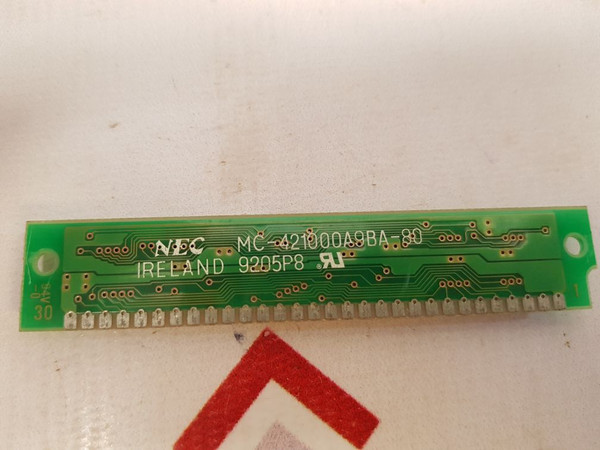 NEC MC-421000A9BA-80
IRELAND 9205P8
30
1